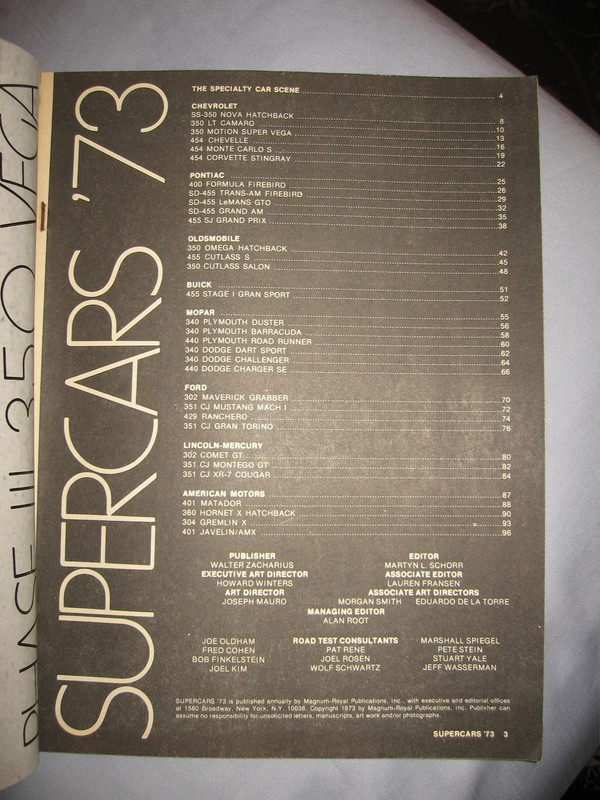 PHASE III 350 VEGA
SUPERCARS '73
THE SPECIALTY CAR SCENE 4
CHEVROLET
SS-350 NOVA HATCHBACK 8
350 LT CAMARO 10
350 MOTION SUPER VEGA 13
454 CHEVELLE 16
454 MONTE CARLO S 19
454 CORVETTE STINGRAY 22
PONTIAC 25
400 FORMULA FIREBIRD 26
SD-455 TRANS-AM FIREBIRD 29
SD-455 LeMANS GTO 32
SD-455 GRAND AM 35
455 SJ GRAND PRIX 38
OLDSMOBILE
350 OMEGA HATCHBACK 42
455 CUTLASS S 45
350 CUTLASS SALON 48
BUICK 51
455 STAGE I GRAN SPORT 52
MOPAR 55
340 PLYMOUTH DUSTER 56
340 PLYMOUTH BARRACUDA 58
440 PLYMOUTH ROAD RUNNER 60
340 DODGE DART SPORT 62
340 DODGE CHALLENGER 64
440 DODGE CHARGER SE 66
FORD
302 MAVERICK GRABBER 70
351 CJ MUSTANG MACH I 72
429 RANCHERO 74
351 CJ GRAN TORINO 76
LINCOLN-MERCURY
302 COMET GT 80
351 CJ MONTEGO GT 82
351 CJ XR-7 COUGAR 84
AMERICAN MOTORS 87
401 MATADOR 88
360 HORNET X HATCHBACK 90
304 GREMLIN X 93
401 JAVELIN/AMX 96
PUBLISHER EDITOR
WALTER ZACHARIUS MARTYN L. SCHORR
EXECUTIVE ART DIRECTOR ASSOCIATE EDITOR
HOWARD WINTERS LAUREN FRANSEN
ART DIRECTOR ASSOCIATE ART DIRECTORS
JOSEPH MAURO MORGAN SMITH EDUARDO DE LA TORRE
MANAGING EDITOR
ALAN ROOT
JOE OLDHAM ROAD TEST CONSULTANTS MARSHALL SPIEGEL
FRED COHEN PAT RENE PETE STEIN
BOB FINKELSTEIN JOEL ROSEN STUART YALE
JOEL KIM WOLF SCHWARTZ JEFF WASSERMAN
SUPERCARS '73 is published annually by Magnum-Royal Publications, Inc., with executive and editorial offices
at 1560 Broadway, New York, N.Y. 10036. Copyright 1973 by Magnum-Royal Publications, Inc. Publisher can
assume no responsibility for unsolicited letters, manuscripts, art work and/or photographs.
SUPERCARS '73 3